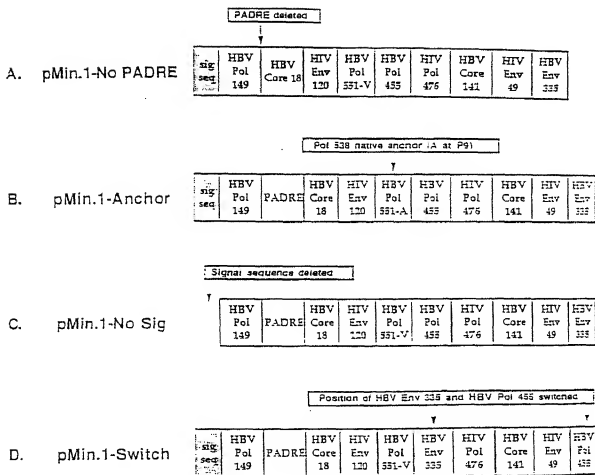 PADRE deleted
A. pMin.1-No PADRE
sig seq
HBV Pol 149
HBV Core 18
HIV Env 120
HBV Pol 551-V
HBV Pol 455
HIV Pol 476
HBV Core 141
HIV Env 49
HBV Env 335
Pol 538 native anchor (A at P9)
B. pMin.1-Anchor
sig seq
HBV Pol 149
PADRE
HBV Core 18
HIV Env 120
HBV Pol 551-A
HBV Pol 455
HIV Pol 476
HBV Core 141
HIV Env 49
HBV Env 335
Signal sequence deleted
C. pMin.1-No Sig
HBV Pol 149
PADRE
HBV Core 18
HIV Env 120
HBV Pol 551-V
HBV Pol 455
HIV Pol 476
HBV Core 141
HIV Env 49
HBV Env 335
Position of HBV Env 335 and HBV Pol 455 switched
D. pMin.1-Switch
sig seq
HBV Pol 149
PADRE
HBV Core 18
HIV Env 120
HBV Pol 551-V
HBV Env 335
HIV Pol 476
HBV Core 141
HIV Env 49
HBV Pol 455